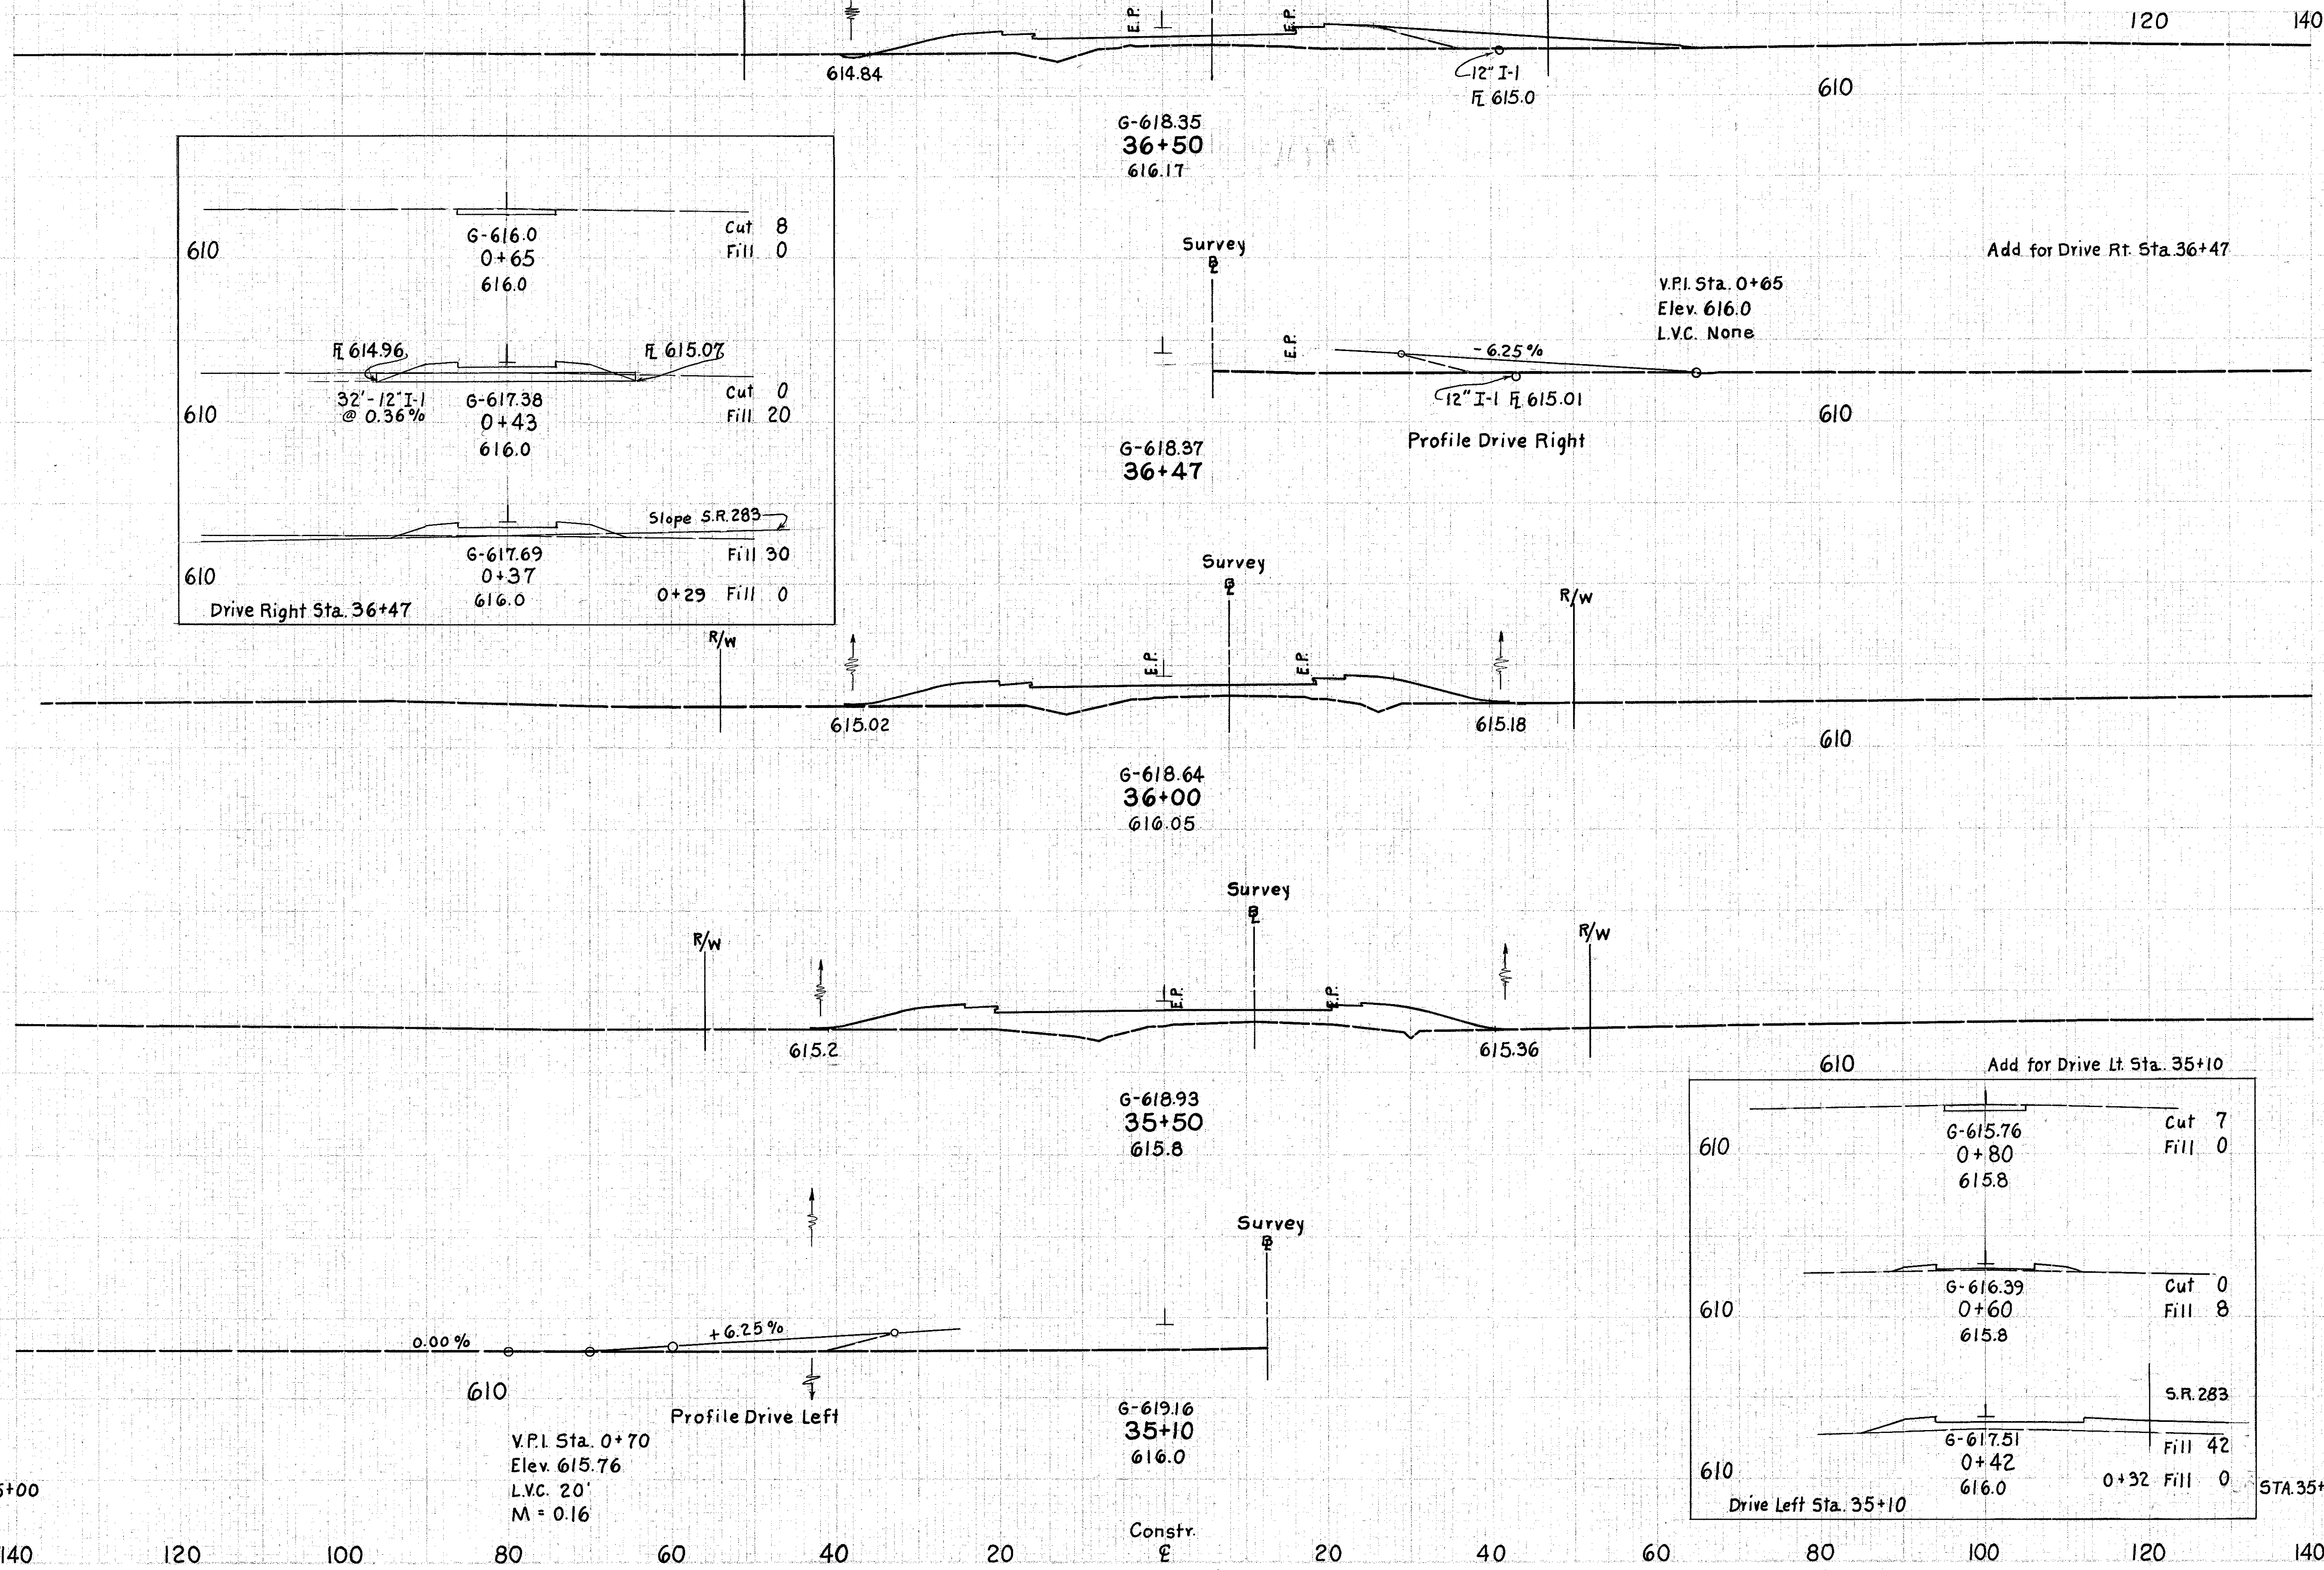 E.P.
E.P.
120
140
614.84
12" I-1
FL 615.0
610
G-618.35
36+50
616.17
G-616.0
0+65
616.0
Cut 8
Fill 0
610
FL 614.96
FL 615.07
32'-12" I-1
@ 0.36%
G-617.38
0+43
616.0
Cut 0
Fill 20
610
Slope S.R. 283
G-617.69
0+37
616.0
Fill 30
0+29 Fill 0
610
Drive Right Sta. 36+47
Survey
BL
Add for Drive Rt. Sta. 36+47
V.P.I. Sta. 0+65
Elev. 616.0
L.V.C. None
E.P.
-6.25%
12" I-1 FL 615.01
610
Profile Drive Right
G-618.37
36+47
Survey
BL
R/W
R/W
E.P.
E.P.
615.02
615.18
610
G-618.64
36+00
616.05
Survey
BL
R/W
R/W
E.P.
E.P.
615.2
615.36
610
Add for Drive Lt. Sta. 35+10
G-618.93
35+50
615.8
G-615.76
0+80
615.8
Cut 7
Fill 0
610
G-616.39
0+60
615.8
Cut 0
Fill 8
610
S.R. 283
G-617.51
0+42
616.0
Fill 42
0+32 Fill 0
610
Drive Left Sta. 35+10
Survey
BL
0.00%
+6.25%
610
Profile Drive Left
V.P.I. Sta. 0+70
Elev. 615.76
L.V.C. 20'
M = 0.16
G-619.16
35+10
616.0
+00
STA. 35+
Constr.
140 120 100 80 60 40 20 CL 20 40 60 80 100 120 140